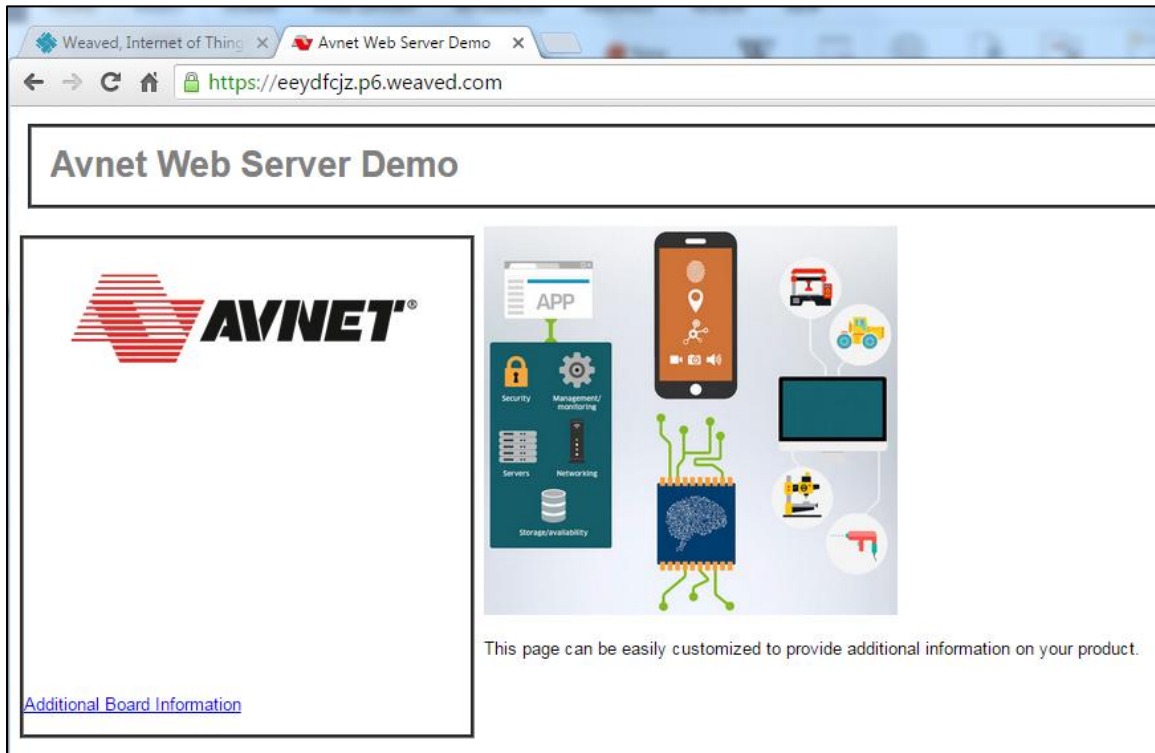 Weaved, Internet of Thing
Avnet Web Server Demo
https://eeydfcjz.p6.weaved.com
Avnet Web Server Demo
AVNET®
APP
Security
Management/
monitoring
Servers
Networking
Storage/availability
This page can be easily customized to provide additional information on your product.
Additional Board Information